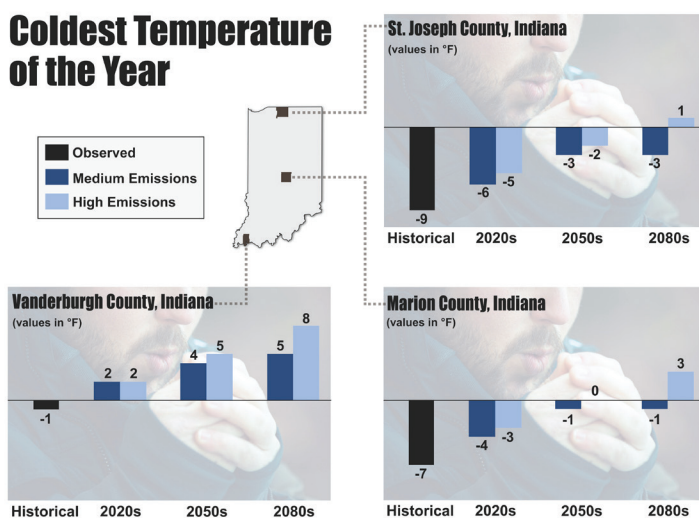 Coldest Temperature
of the Year
Observed
Medium Emissions
High Emissions
St. Joseph County, Indiana
(values in °F)
1
-9
-6
-5
-3
-2
-3
Historical 2020s 2050s 2080s
Vanderburgh County, Indiana
(values in °F)
-1
2
2
4
5
5
8
Historical 2020s 2050s 2080s
Marion County, Indiana
(values in °F)
-7
-4
-3
-1
0
-1
3
Historical 2020s 2050s 2080s